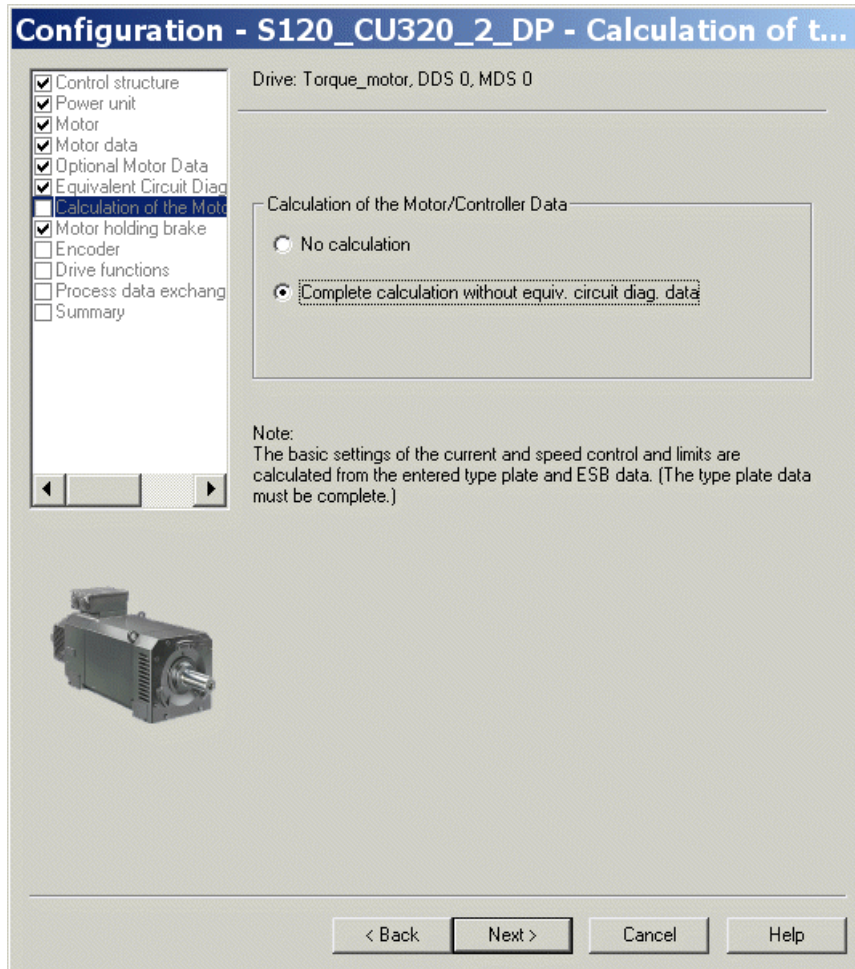 Configuration - S120_CU320_2_DP - Calculation of t...
Control structure
Power unit
Motor
Motor data
Optional Motor Data
Equivalent Circuit Diag
Calculation of the Moto
Motor holding brake
Encoder
Drive functions
Process data exchang
Summary
Drive: Torque_motor, DDS 0, MDS 0
Calculation of the Motor/Controller Data
No calculation
Complete calculation without equiv. circuit diag. data
Note:
The basic settings of the current and speed control and limits are
calculated from the entered type plate and ESB data. (The type plate data
must be complete.)
< Back
Next >
Cancel
Help